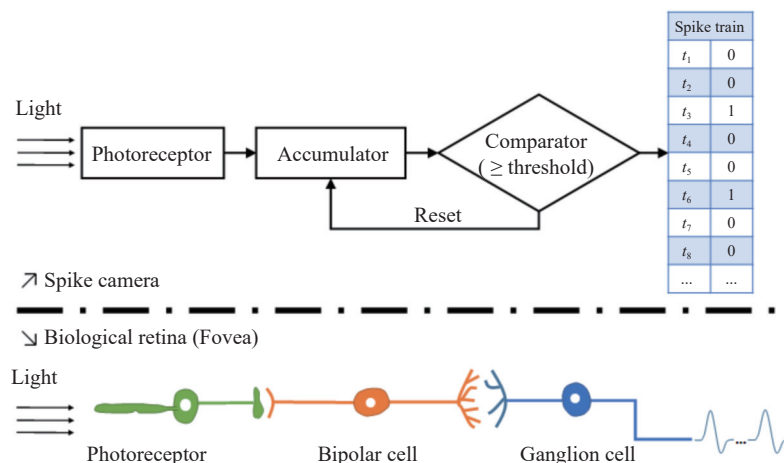 Spike train
t₁ 0
t₂ 0
t₃ 1
t₄ 0
t₅ 0
t₆ 1
t₇ 0
t₈ 0
... ...
Light
Photoreceptor
Accumulator
Comparator
( ≥ threshold)
Reset
↗ Spike camera
↘ Biological retina (Fovea)
Light
...
Photoreceptor
Bipolar cell
Ganglion cell